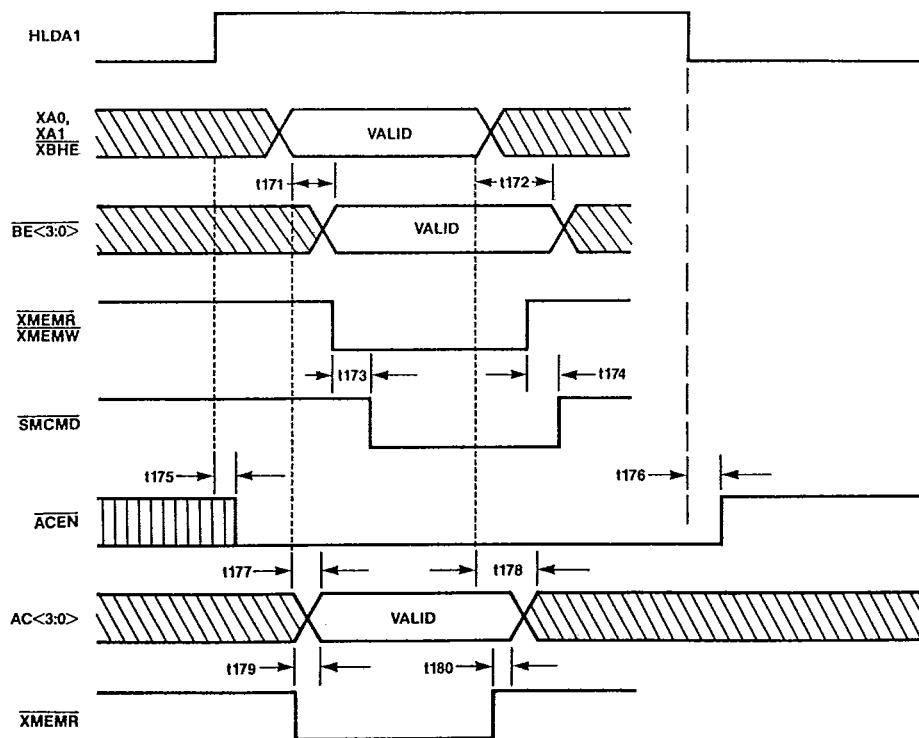 HLDA1
XA0,
XA1
XBHE
VALID
t171
t172
BE<3:0>
VALID
XMEMR
XMEMW
t173
t174
SMCMD
t175
t176
ACEN
t177
t178
AC<3:0>
VALID
t179
t180
XMEMR